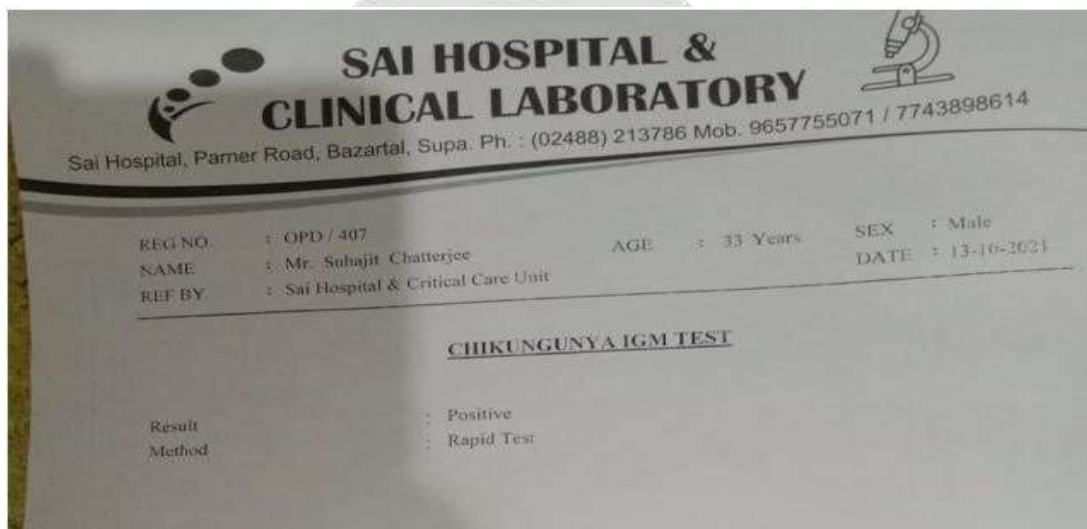 SAI HOSPITAL &
CLINICAL LABORATORY
Sai Hospital, Parner Road, Bazartal, Supa. Ph. : (02488) 213786 Mob. 9657755071 / 7743898614
REG NO. : OPD / 407
NAME : Mr. Suhajit Chatterjee AGE : 33 Years SEX : Male
REF BY : Sai Hospital & Critical Care Unit DATE : 13-10-2021
CHIKUNGUNYA IGM TEST
Result : Positive
Method : Rapid Test